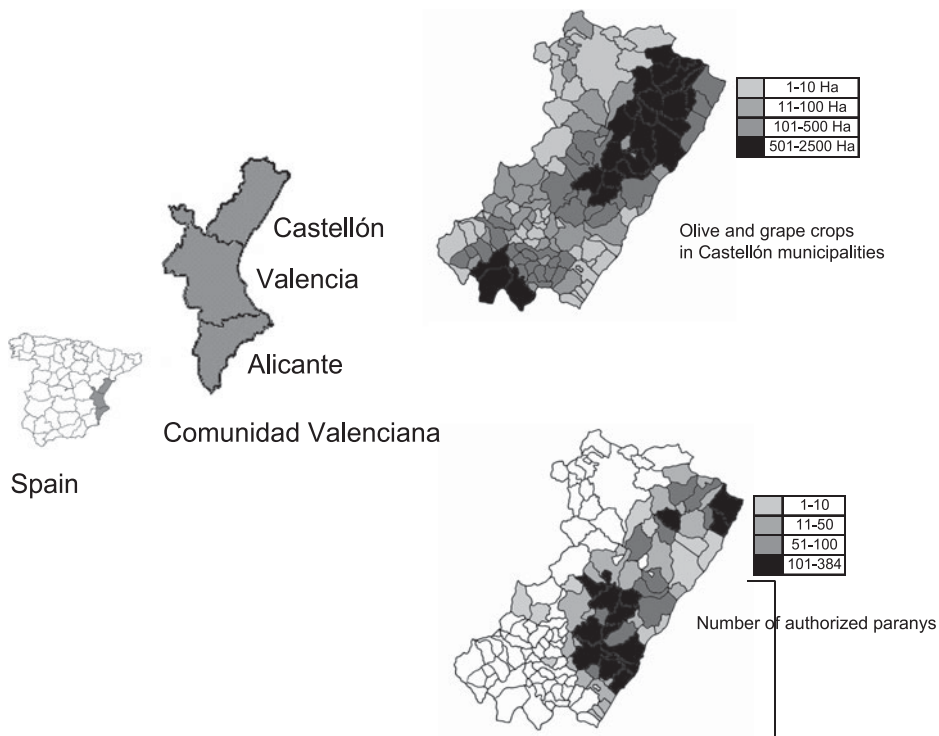 1-10 Ha
11-100 Ha
101-500 Ha
501-2500 Ha
Olive and grape crops
in Castellón municipalities
Castellón
Valencia
Alicante
Comunidad Valenciana
Spain
1-10
11-50
51-100
101-384
Number of authorized paranys